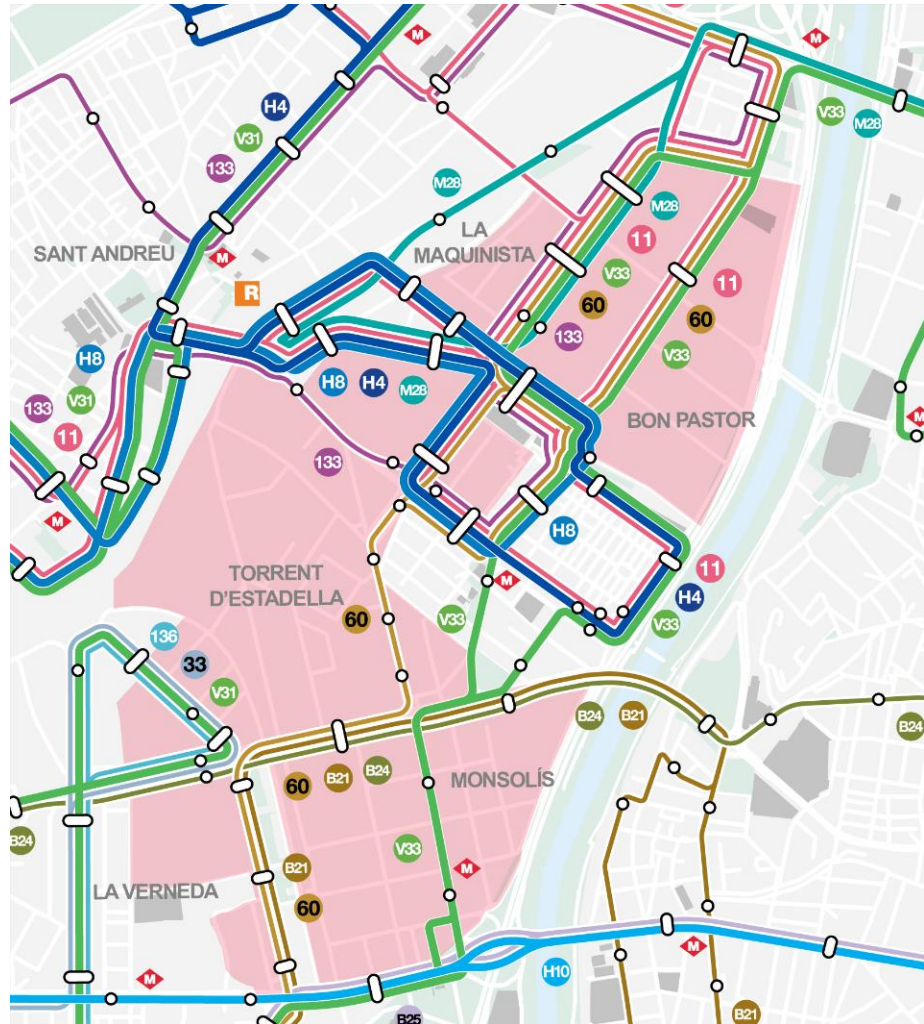 M
M
H4
V31
133
V33
M28
M28
SANT ANDREU
M
LA
MAQUINISTA
M28
11
V33
60
133
R
11
60
V33
H8
133
V31
11
H8
H4
M28
133
BON PASTOR
M
M
H8
TORRENT
D'ESTADELLA
60
V33
M
11
H4
V33
136
33
V31
B24
B21
B24
60
B21
B24
MONSOLÍS
B24
V33
B21
60
M
LA VERNEDA
M
H10
M
B25
B21